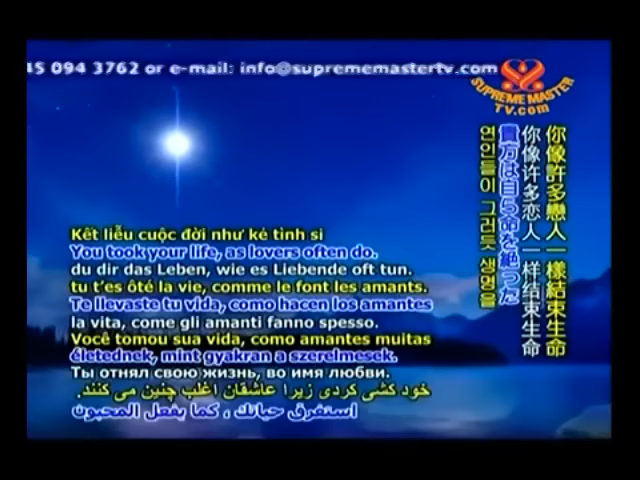 45 094 3762 or e-mail: info@suprememastertv.com
SUPREME MASTER
TV.com
你像許多戀人一樣結束生命
你像许多恋人一样结束生命
貴方は自ら命を絶った
연인들이 그러듯 생명을
Kết liễu cuộc đời như kẻ tình si
You took your life, as lovers often do.
du dir das Leben, wie es Liebende oft tun.
tu t'es ôté la vie, comme le font les amants.
Te llevaste tu vida, como hacen los amantes
la vita, come gli amanti fanno spesso.
Você tomou sua vida, como amantes muitas
életednek, mint gyakran a szerelmesek.
Ты отнял свою жизнь, во имя любви.
خود کشی کردی زیرا عاشقان اغلب چنین می کنند.
استغرق حياتك ، كما يفعل المحبون